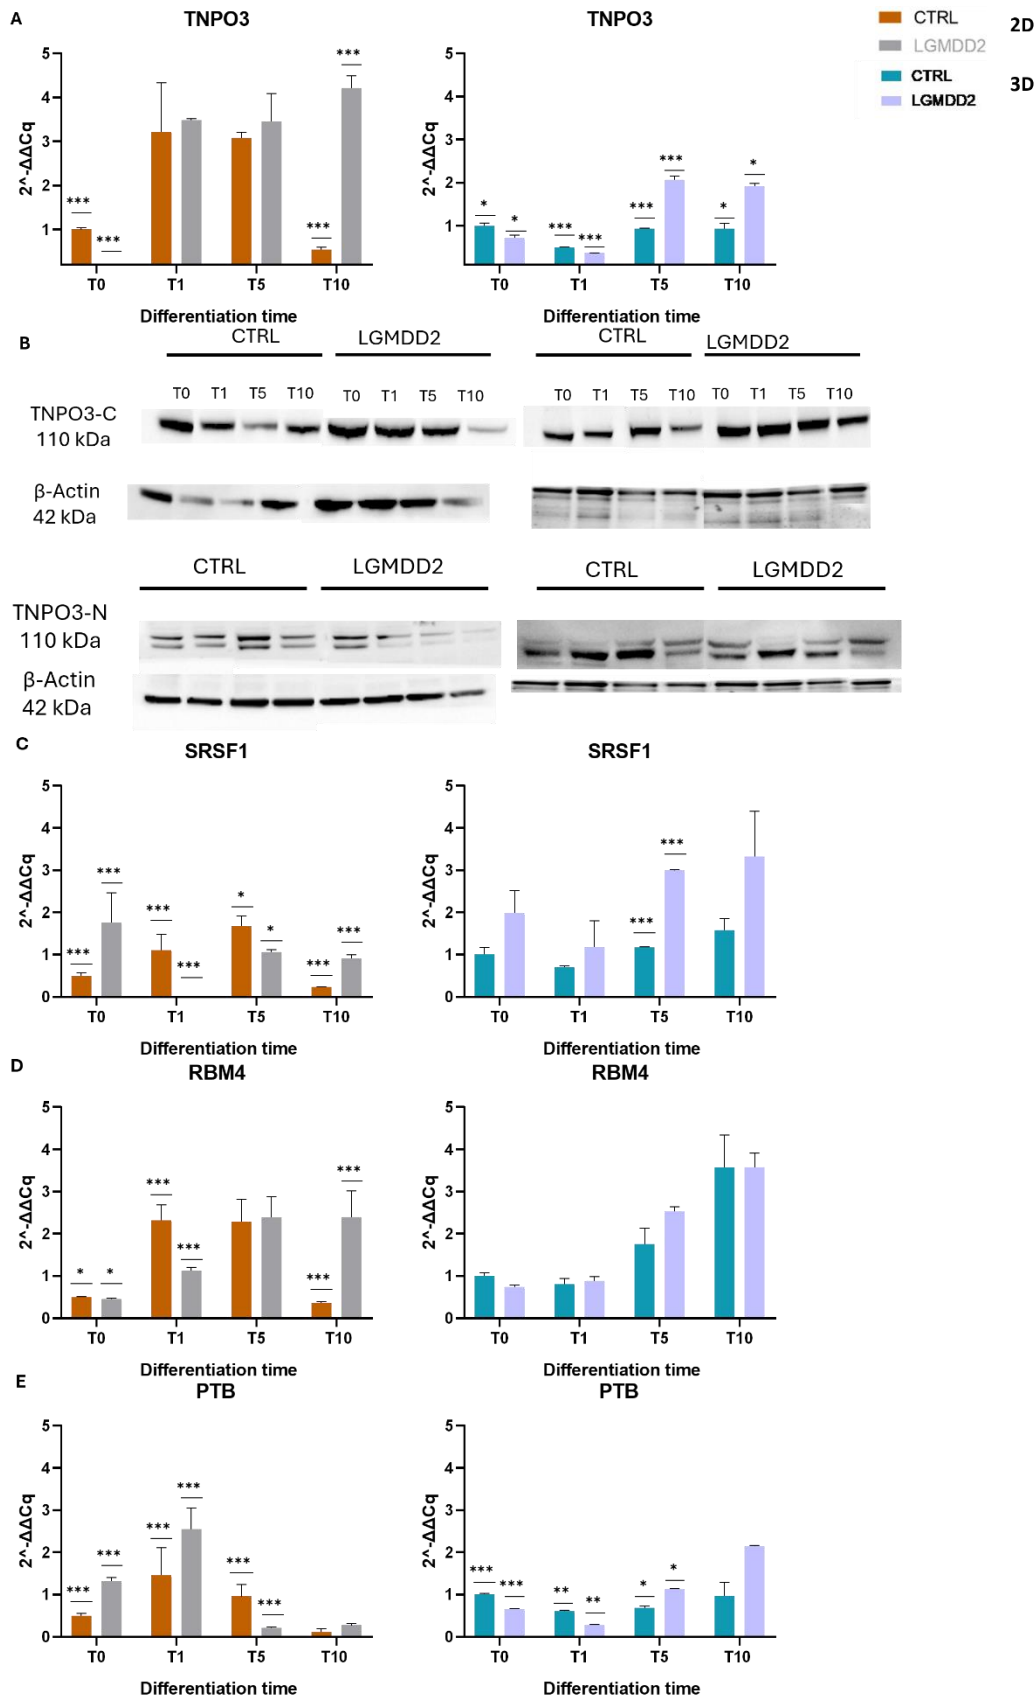 A
TNPO3
TNPO3
CTRL
2D
LGMDD2
CTRL
3D
LGMDD2
2^-ΔΔCq
5
4
3
2
1
*** *** *** ***
T0 T1 T5 T10
Differentiation time
2^-ΔΔCq
5
4
3
2
1
* * *** *** *** *** * *
T0 T1 T5 T10
Differentiation time
B
CTRL LGMDD2 CTRL LGMDD2
T0 T1 T5 T10 T0 T1 T5 T10 T0 T1 T5 T10 T0 T1 T5 T10
TNPO3-C
110 kDa
β-Actin
42 kDa
CTRL LGMDD2 CTRL LGMDD2
TNPO3-N
110 kDa
β-Actin
42 kDa
C
SRSF1
SRSF1
2^-ΔΔCq
5
4
3
2
1
0
*** *** *** *** * * *** ***
T0 T1 T5 T10
Differentiation time
2^-ΔΔCq
5
4
3
2
1
0
*** ***
T0 T1 T5 T10
Differentiation time
D
RBM4
RBM4
2^-ΔΔCq
5
4
3
2
1
0
* * *** *** *** ***
T0 T1 T5 T10
Differentiation time
2^-ΔΔCq
5
4
3
2
1
0
T0 T1 T5 T10
Differentiation time
E
PTB
PTB
2^-ΔΔCq
5
4
3
2
1
0
*** *** *** *** *** ***
T0 T1 T5 T10
Differentiation time
2^-ΔΔCq
5
4
3
2
1
0
*** *** ** ** * *
T0 T1 T5 T10
Differentiation time